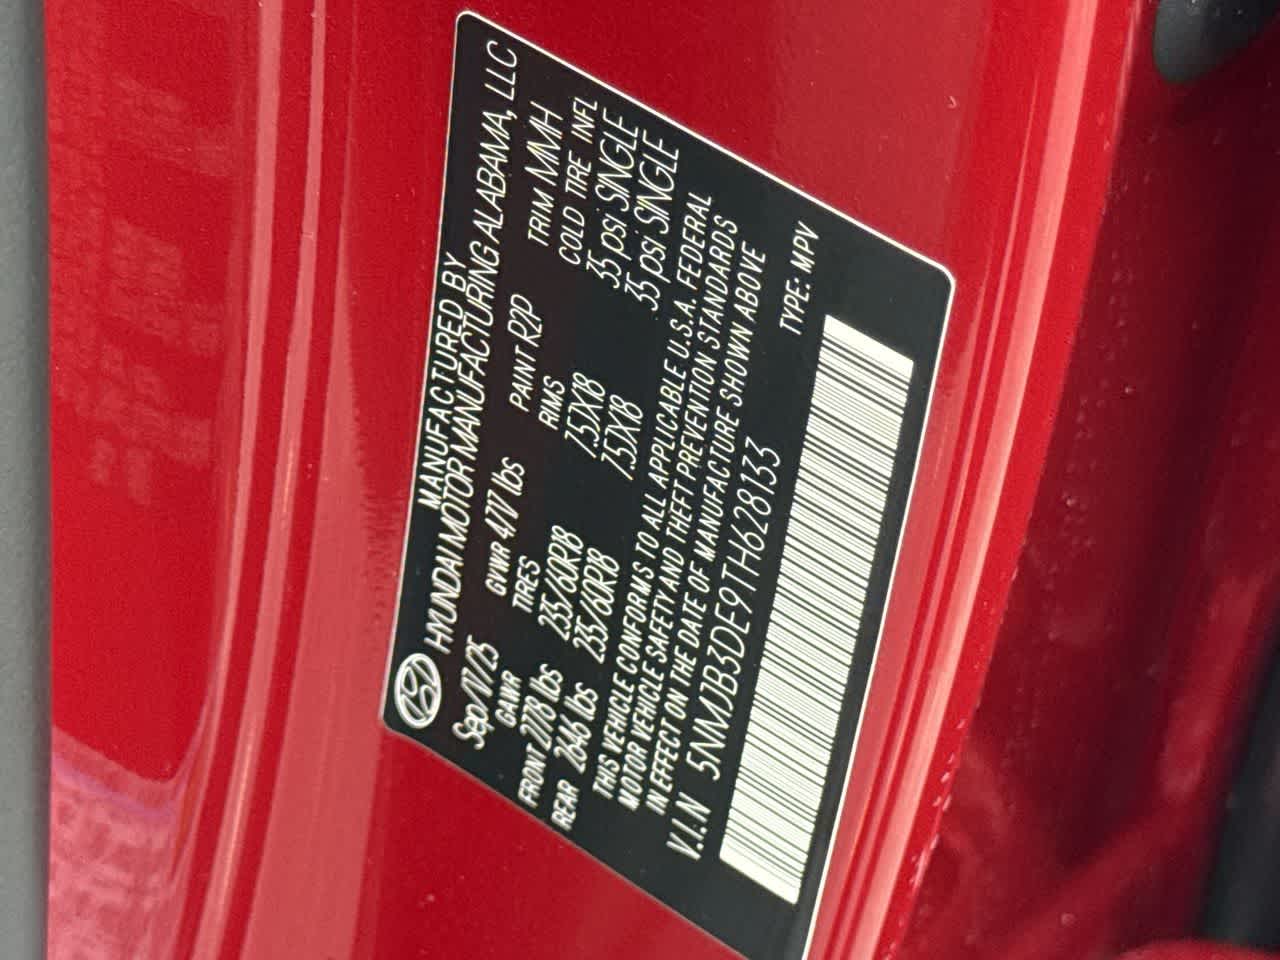 MANUFACTURED BY
HYUNDAI MOTOR MANUFACTURING ALABAMA, LLC
Sep/17/25 GVWR 4,717 lbs PAINT R2P TRIM MMH
GAWR TIRES RIMS COLD TIRE INFL
FRONT 2778 lbs 235/60R18 7.5JX18 35 psi SINGLE
REAR 2646 lbs 235/60R18 7.5JX18 35 psi SINGLE
THIS VEHICLE CONFORMS TO ALL APPLICABLE U.S.A. FEDERAL
MOTOR VEHICLE SAFETY AND THEFT PREVENTION STANDARDS
IN EFFECT ON THE DATE OF MANUFACTURE SHOWN ABOVE
V.I.N 5NMJB3DE9TH628133 TYPE: MPV